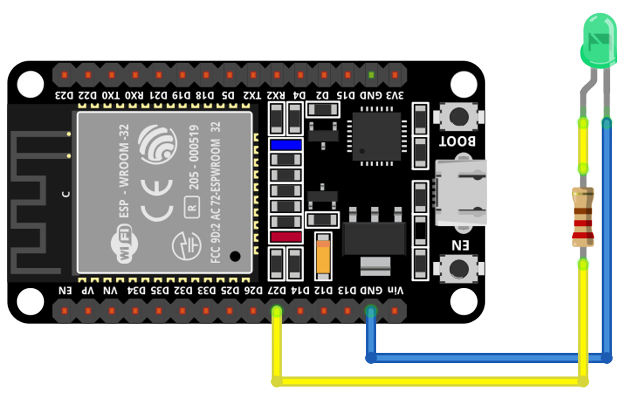 D23 D22 TX0 RX0 D21 D19 D18 D5 TX2 RX2 D4 D2 D15 GND 3V3
BOOT
C
WiFi
ESP - WROOM-32
CE
R
205 - 000519
FCC 9D:2 AC 72-ESPWROOM 32
EN
EN VP VN D34 D35 D32 D33 D25 D26 D27 D14 D12 D13 GND Vin